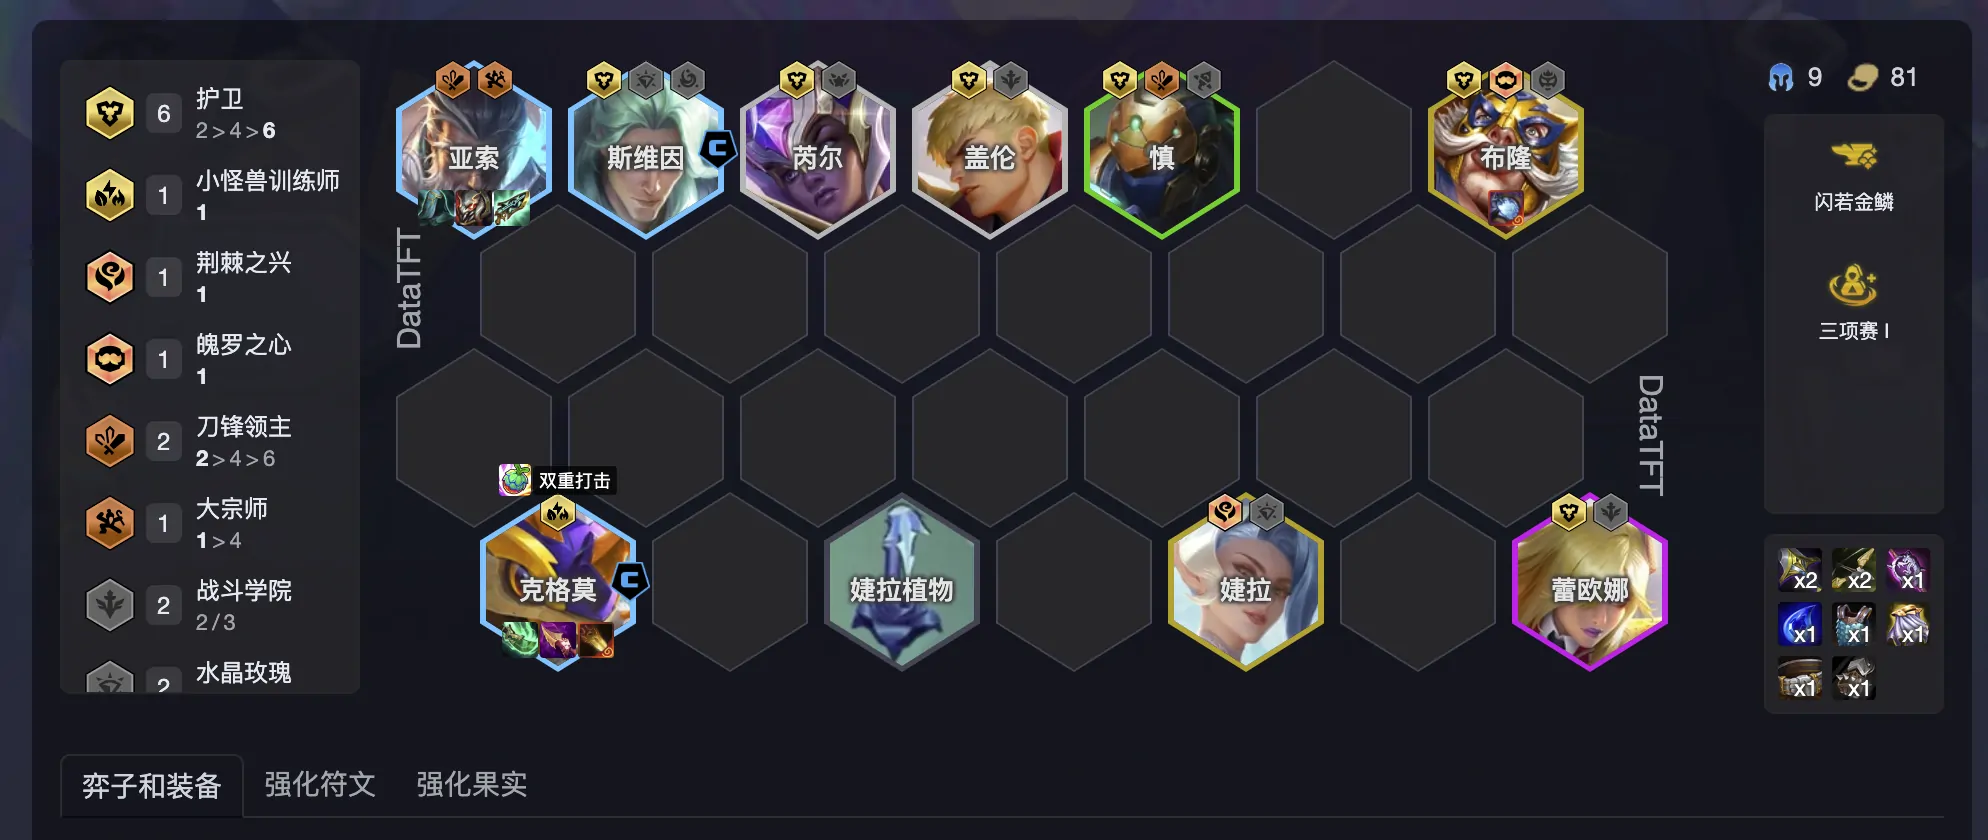 6
护卫
2>4>6
1
小怪兽训练师
1
1
荆棘之兴
1
1
魄罗之心
1
2
刀锋领主
2>4>6
1
大宗师
1>4
2
战斗学院
2/3
2
水晶玫瑰
DataTFT
亚索
斯维因
C
芮尔
盖伦
慎
布隆
双重打击
克格莫
C
婕拉植物
婕拉
蕾欧娜
DataTFT
9
81
闪若金鳞
三项赛 I
x2
x2
x1
x1
x1
x1
x1
x1
弈子和装备
强化符文
强化果实